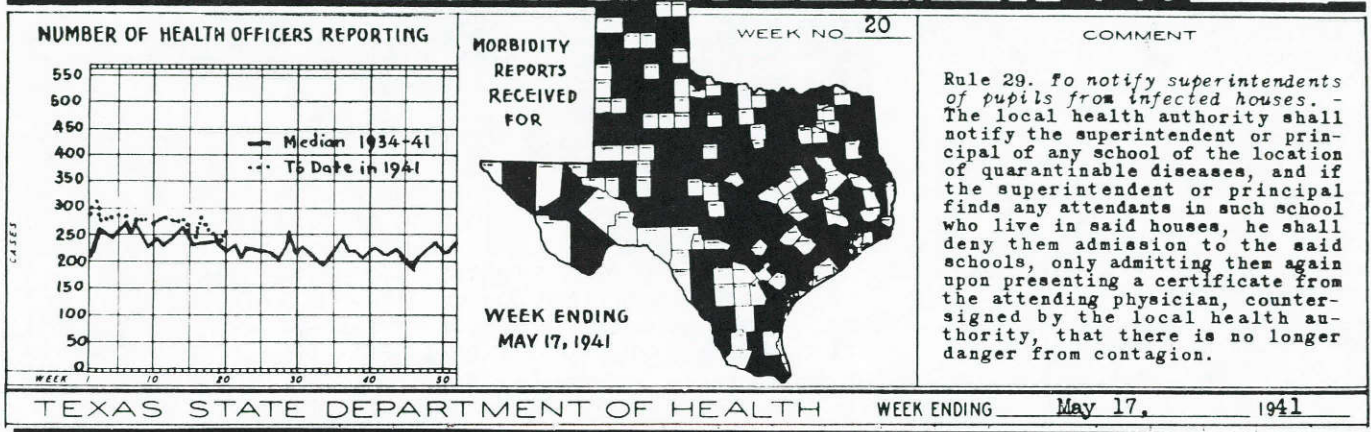 NUMBER OF HEALTH OFFICERS REPORTING
550
500
450
400
350
300
250
200
150
100
50
0
CASES
Median 1934-41
To Date in 1941
WEEK 1 10 20 30 40 50
MORBIDITY
REPORTS
RECEIVED
FOR
WEEK NO. 20
WEEK ENDING
MAY 17, 1941
COMMENT
Rule 29. To notify superintendents
of pupils from infected houses. -
The local health authority shall
notify the superintendent or prin-
cipal of any school of the location
of quarantinable diseases, and if
the superintendent or principal
finds any attendants in such school
who live in said houses, he shall
deny them admission to the said
schools, only admitting them again
upon presenting a certificate from
the attending physician, counter-
signed by the local health au-
thority, that there is no longer
danger from contagion.
TEXAS STATE DEPARTMENT OF HEALTH WEEK ENDING May 17, 1941